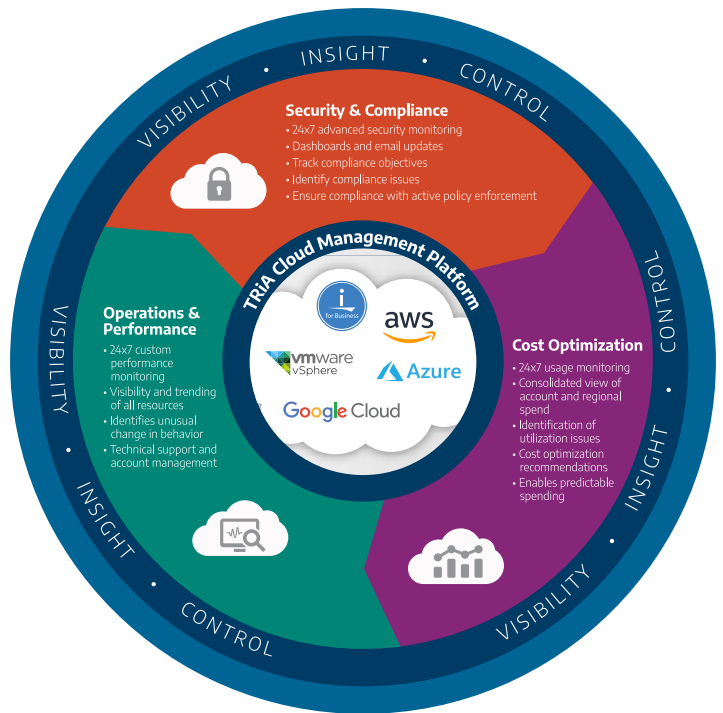 VISIBILITY • INSIGHT • CONTROL
Security & Compliance
• 24x7 advanced security monitoring
• Dashboards and email updates
• Track compliance objectives
• Identify compliance issues
• Ensure compliance with active policy enforcement
CONTROL • INSIGHT • VISIBILITY
Cost Optimization
• 24x7 usage monitoring
• Consolidated view of
account and regional
spend
• Identification of
utilization issues
• Cost optimization
recommendations
• Enables predictable
spending
VISIBILITY • INSIGHT • CONTROL
Operations &
Performance
• 24x7 custom
performance
monitoring
• Visibility and trending
of all resources
• Identifies unusual
change in behavior
• Technical support and
account management
TRiA Cloud Management Platform
i
for Business
aws
vmware
vSphere
Azure
Google Cloud